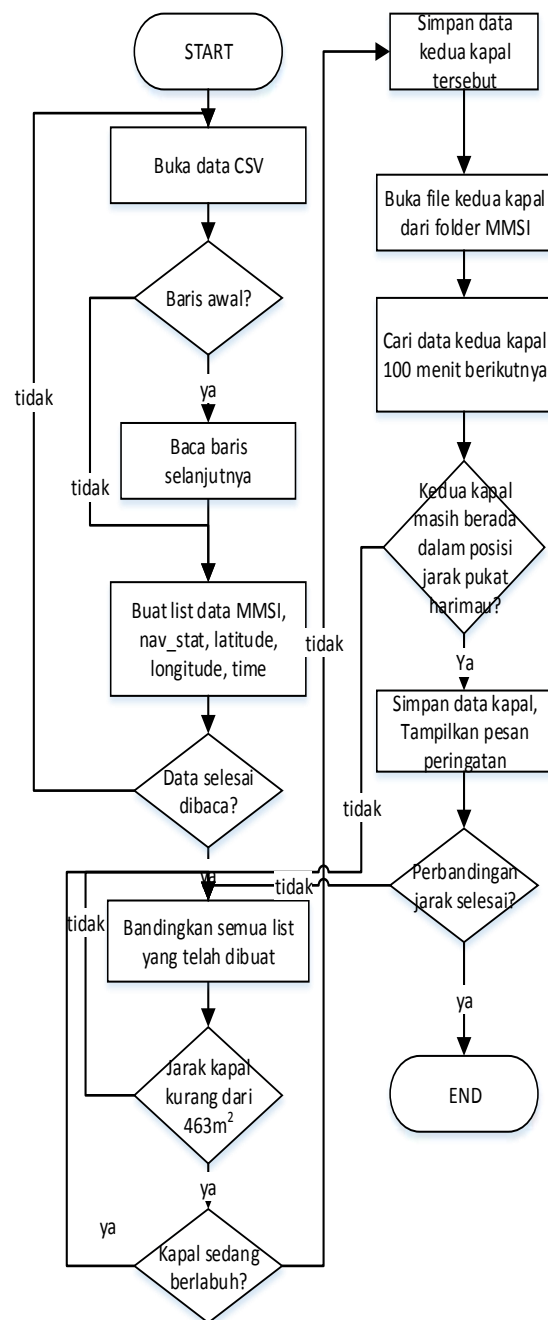 START
Buka data CSV
Baris awal?
tidak
ya
Baca baris
selanjutnya
tidak
Buat list data MMSI,
nav_stat, latitude,
longitude, time
Data selesai
dibaca?
ya
Bandingkan semua list
yang telah dibuat
tidak
Jarak kapal
kurang dari
463m²
ya
Kapal sedang
berlabuh?
ya
tidak
Simpan data
kedua kapal
tersebut
Buka file kedua kapal
dari folder MMSI
Cari data kedua kapal
100 menit berikutnya
Kedua kapal
masih berada
dalam posisi
jarak pukat
harimau?
tidak
Ya
Simpan data kapal,
Tampilkan pesan
peringatan
Perbandingan
jarak selesai?
tidak
ya
END